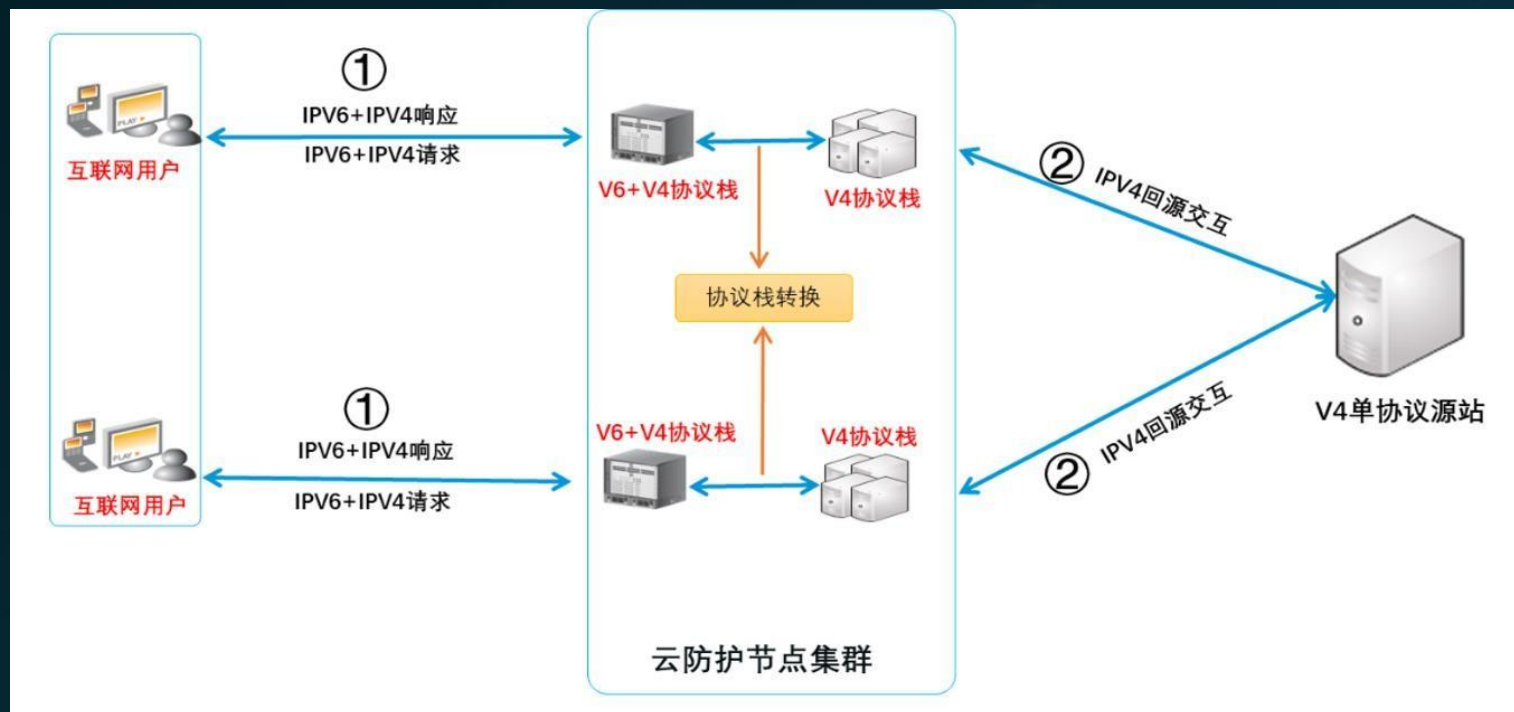 ①
IPV6+IPV4响应
IPV6+IPV4请求
PLAY
互联网用户
V6+V4协议栈
V4协议栈
② IPV4回源交互
协议栈转换
V4单协议源站
①
IPV6+IPV4响应
IPV6+IPV4请求
PLAY
互联网用户
V6+V4协议栈
V4协议栈
② IPV4回源交互
云防护节点集群